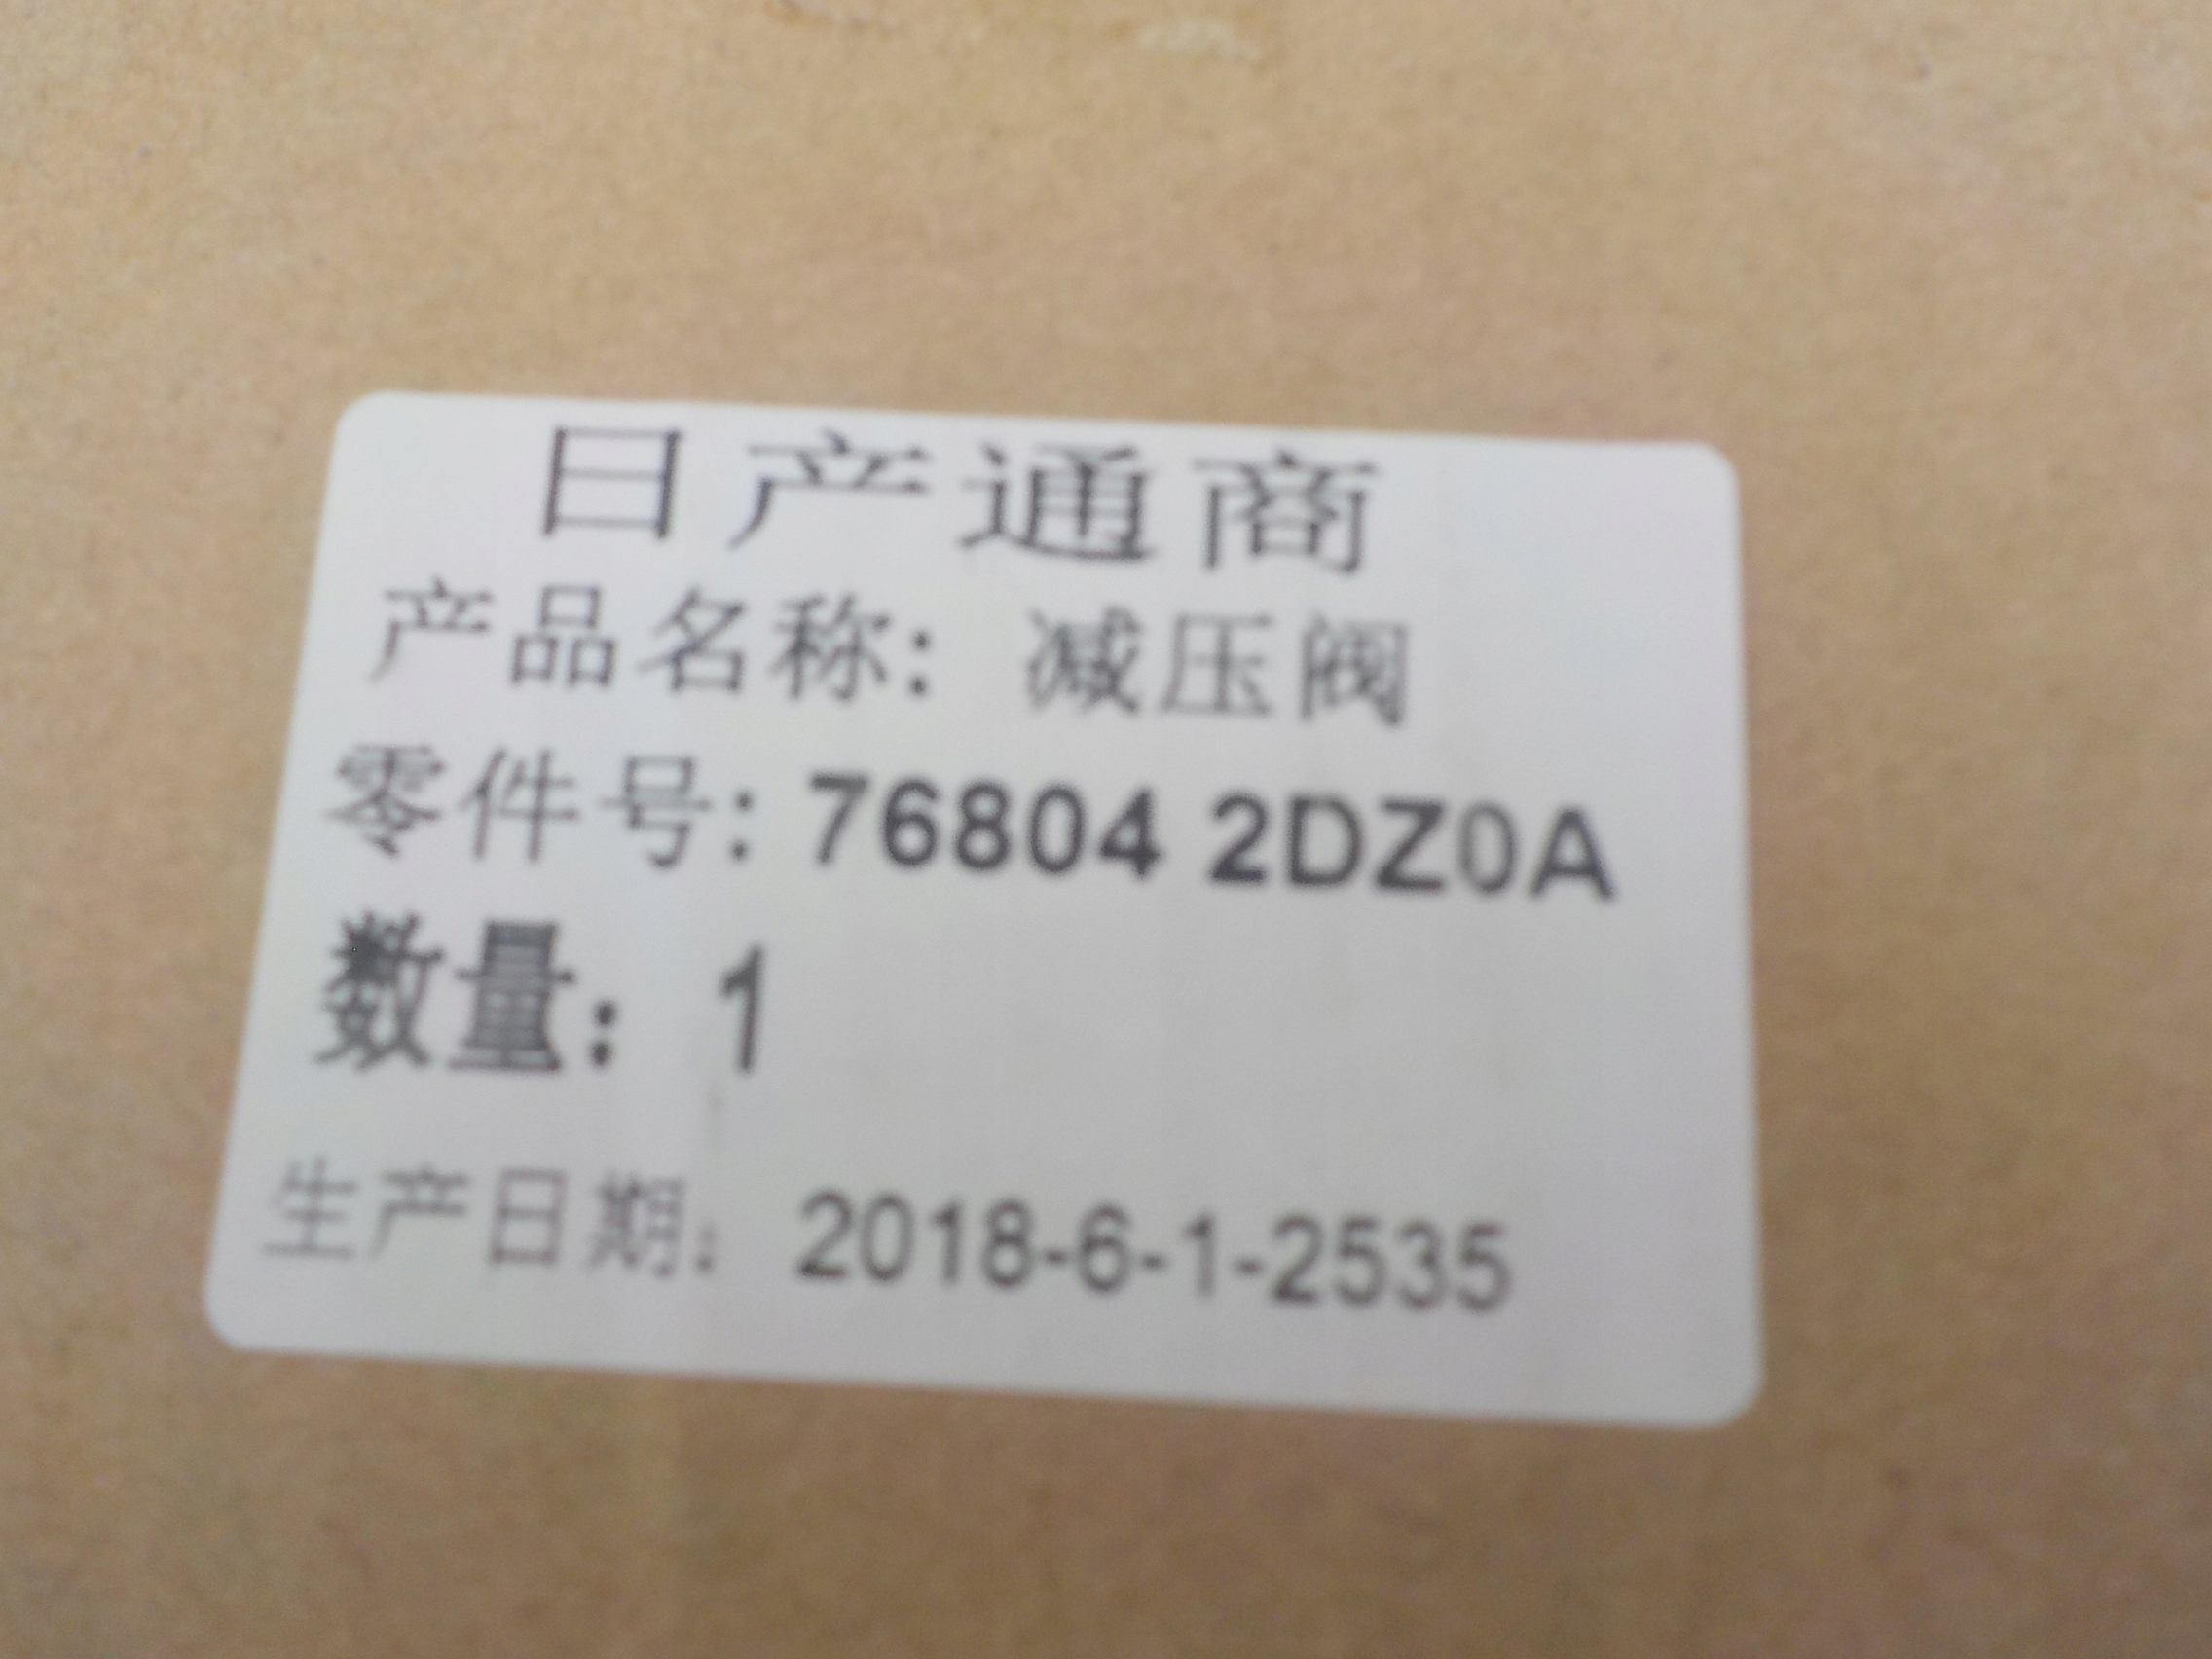 日产通商
产品名称: 减压阀
零件号: 76804 2DZ0A
数量: 1
生产日期: 2018-6-1-2535